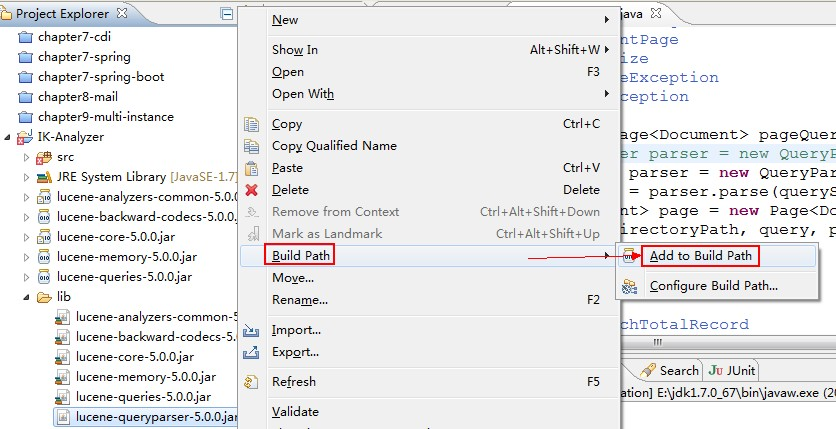 Project Explorer
chapter7-cdi
chapter7-spring
chapter7-spring-boot
chapter8-mail
chapter9-multi-instance
IK-Analyzer
src
JRE System Library [JavaSE-1.7]
lucene-analyzers-common-5.0.0
lucene-backward-codecs-5.0.
lucene-core-5.0.0.jar
lucene-memory-5.0.0.jar
lucene-queries-5.0.0.jar
lib
lucene-analyzers-common-5
lucene-backward-codecs-5.
lucene-core-5.0.0.jar
lucene-memory-5.0.0.jar
lucene-queries-5.0.0.jar
lucene-queryparser-5.0.0.jar
New
Show In Alt+Shift+W
Open F3
Open With
Copy Ctrl+C
Copy Qualified Name
Paste Ctrl+V
Delete Delete
Remove from Context Ctrl+Alt+Shift+Down
Mark as Landmark Ctrl+Alt+Shift+Up
Build Path
Move...
Rename... F2
Import...
Export...
Refresh F5
Validate
Add to Build Path
Configure Build Path...
java
ntPage
ize
eException
ception
age<Document> pageQuer
er parser = new QueryP
parser = new QueryPar
= parser.parse(queryS
nt> page = new Page<Do
irectoryPath, query, p
chTotalRecord
Search JUnit
ation] E:\jdk1.7.0_67\bin\javaw.exe (20